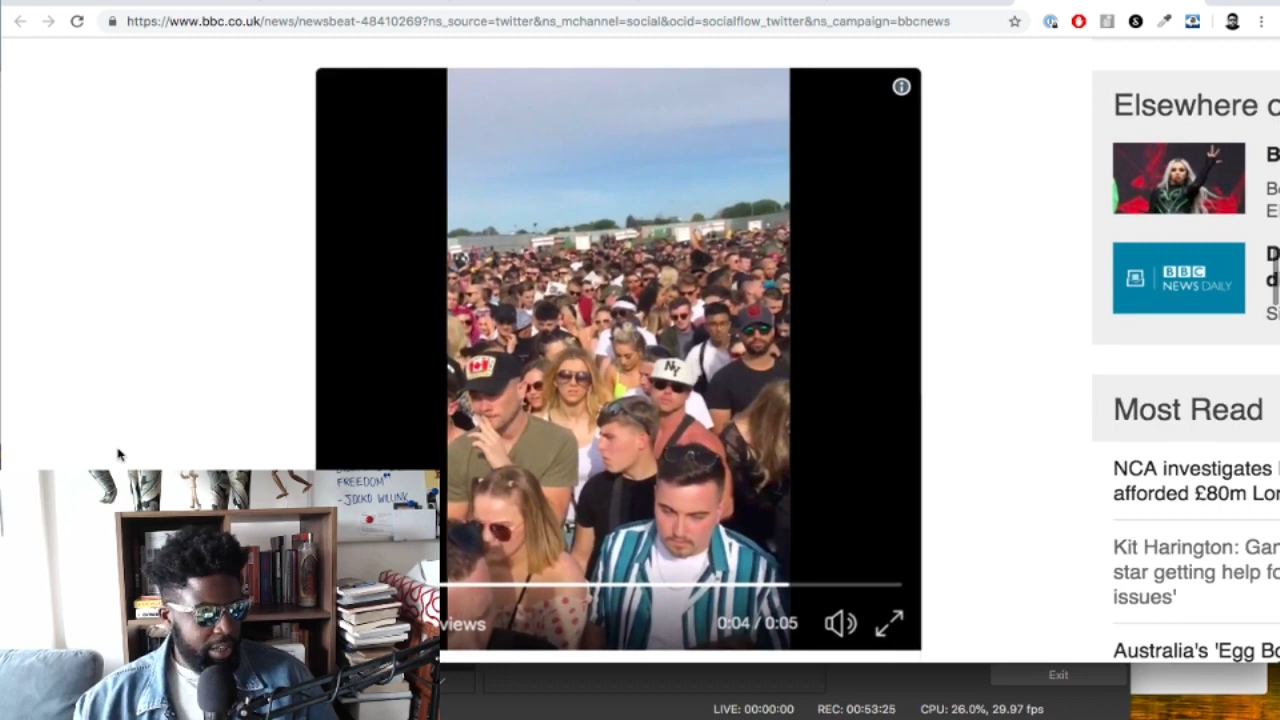 https://www.bbc.co.uk/news/newsbeat-48410269?ns_source=twitter&ns_mchannel=social&ocid=socialflow_twitter&ns_campaign=bbcnews
Elsewhere o
B
B
E
BBC
NEWS DAILY
D
d
S
NY
views
0:04 / 0:05
Most Read
NCA investigates
afforded £80m Lon
Kit Harington: Gam
star getting help fo
issues'
Australia's 'Egg Bo
FREEDOM"
- JOCKO WILLINK
Exit
LIVE: 00:00:00
REC: 00:53:25
CPU: 26.0%, 29.97 fps